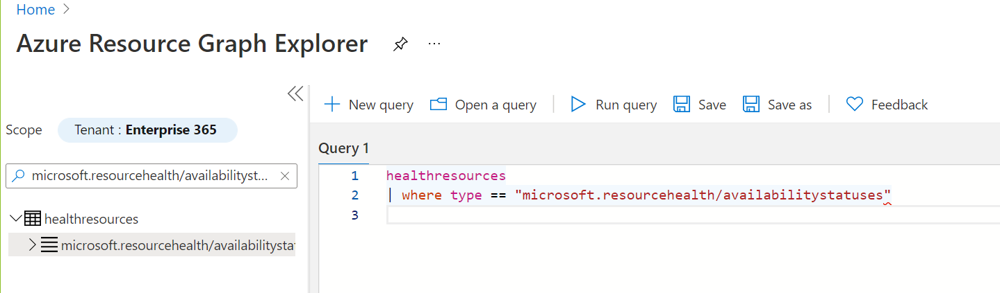 Home
Azure Resource Graph Explorer
...
Scope
Tenant : Enterprise 365
microsoft.resourcehealth/availabilityst...
healthresources
microsoft.resourcehealth/availabilitysta
New query
Open a query
Run query
Save
Save as
Feedback
Query 1
1 healthresources
2 | where type == "microsoft.resourcehealth/availabilitystatuses"
3